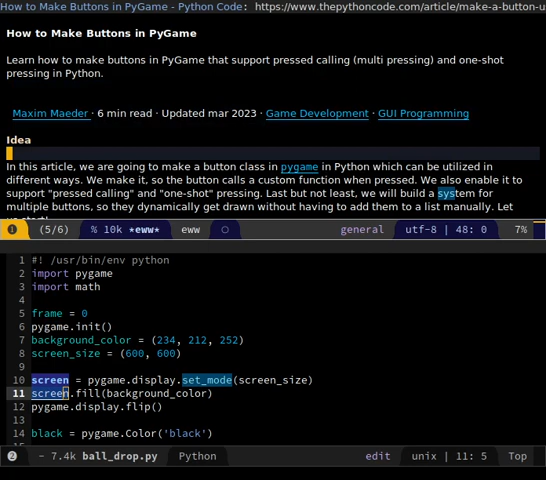 How to Make Buttons in PyGame - Python Code: https://www.thepythoncode.com/article/make-a-button-u
How to Make Buttons in PyGame
Learn how to make buttons in PyGame that support pressed calling (multi pressing) and one-shot
pressing in Python.
Maxim Maeder · 6 min read · Updated mar 2023 · Game Development · GUI Programming
Idea
In this article, we are going to make a button class in pygame in Python which can be utilized in
different ways. We make it, so the button calls a custom function when pressed. We also enable it to
support "pressed calling" and "one-shot" pressing. Last but not least, we will build a system for
multiple buttons, so they dynamically get drawn without having to add them to a list manually. Let
us start!
1 (5/6) % 10k *eww* eww general utf-8 | 48: 0 7%
1 #! /usr/bin/env python
2 import pygame
3 import math
4
5 frame = 0
6 pygame.init()
7 background_color = (234, 212, 252)
8 screen_size = (600, 600)
9
10 screen = pygame.display.set_mode(screen_size)
11 screen.fill(background_color)
12 pygame.display.flip()
13
14 black = pygame.Color('black')
2 - 7.4k ball_drop.py Python edit unix | 11: 5 Top